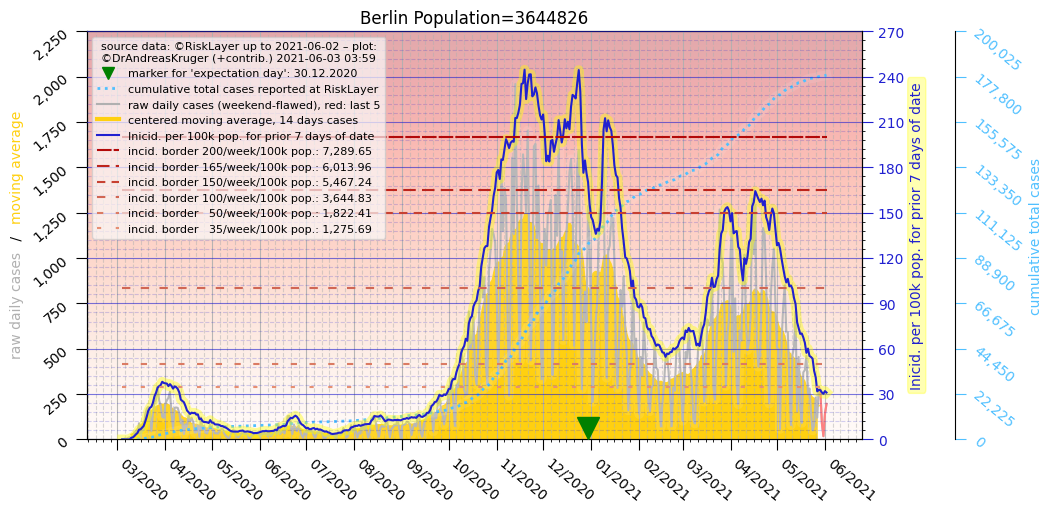 Berlin Population=3644826
source data: ©RiskLayer up to 2021-06-02 – plot:
©DrAndreasKruger (+contrib.) 2021-06-03 03:59
marker for 'expectation day': 30.12.2020
cumulative total cases reported at RiskLayer
raw daily cases (weekend-flawed), red: last 5
centered moving average, 14 days cases
Inicid. per 100k pop. for prior 7 days of date
incid. border 200/week/100k pop.: 7,289.65
incid. border 165/week/100k pop.: 6,013.96
incid. border 150/week/100k pop.: 5,467.24
incid. border 100/week/100k pop.: 3,644.83
incid. border 50/week/100k pop.: 1,822.41
incid. border 35/week/100k pop.: 1,275.69
raw daily cases / moving average
2,250
2,000
1,750
1,500
1,250
1,000
750
500
250
0
03/2020
04/2020
05/2020
06/2020
07/2020
08/2020
09/2020
10/2020
11/2020
12/2020
01/2021
02/2021
03/2021
04/2021
05/2021
06/2021
270
240
210
180
150
120
90
60
30
0
Inicid. per 100k pop. for prior 7 days of date
200,025
177,800
155,575
133,350
111,125
88,900
66,675
44,450
22,225
0
cumulative total cases